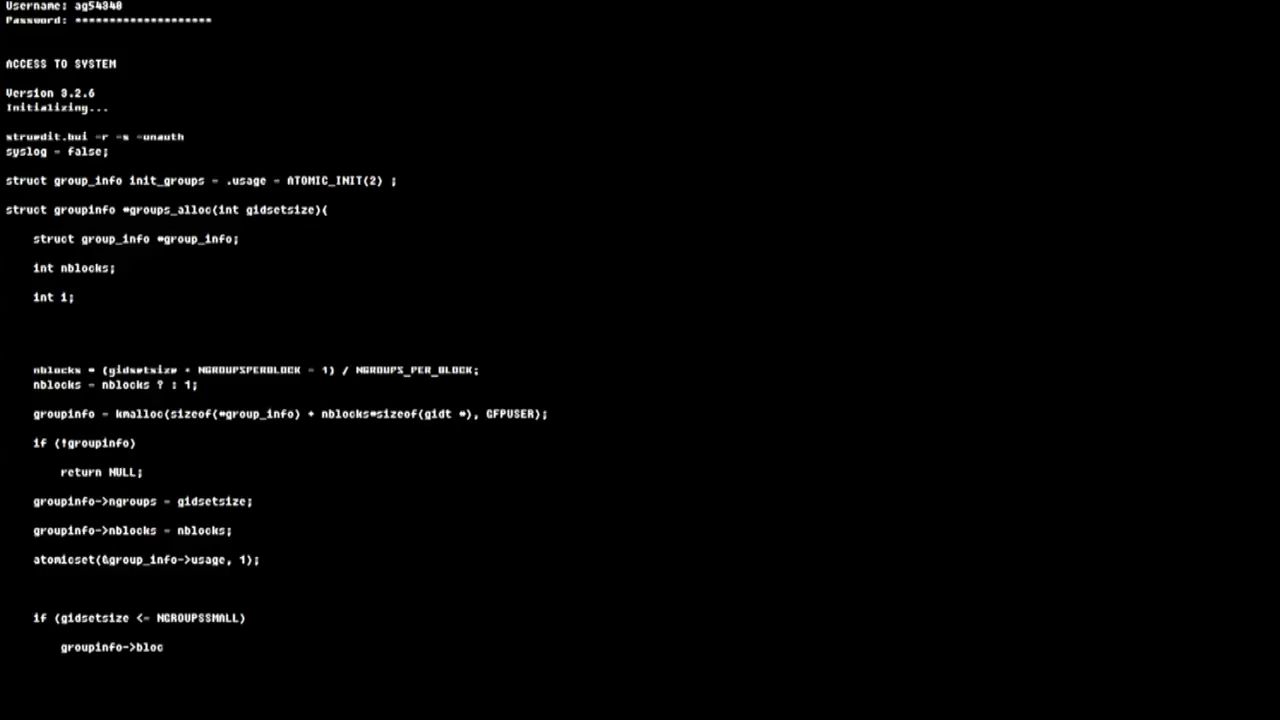 Username: ag54340
Password: ********************
ACCESS TO SYSTEM
Version 3.2.6
Initializing...
-r -s -unauth
syslog = false;
struct group_info init_groups = .usage = ATOMIC_INIT(2) ;
struct groupinfo *groups_alloc(int gidsetsize){
struct group_info *group_info;
int nblocks;
int i;
nblocks = (gidsetsize + NGROUPSPERBLOCK - 1) / NGROUPS_PER_BLOCK;
nblocks = nblocks ? : 1;
groupinfo = kmalloc(sizeof(*group_info) + nblocks*sizeof(gidt *), GFPUSER);
if (!groupinfo)
return NULL;
groupinfo->ngroups = gidsetsize;
groupinfo->nblocks = nblocks;
atomicset(&group_info->usage, 1);
if (gidsetsize <= NGROUPSSMALL)
groupinfo->bloc